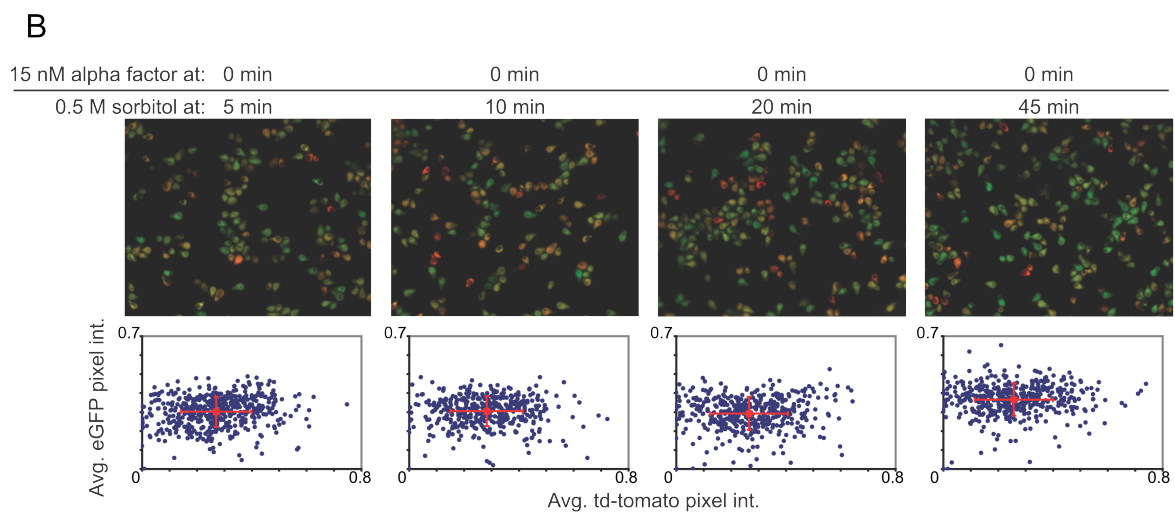 B
15 nM alpha factor at: 0 min 0 min 0 min 0 min
0.5 M sorbitol at: 5 min 10 min 20 min 45 min
Avg. eGFP pixel int.
0.7 0.7 0.7 0.7
0 0.8 0 0.8 0 0.8 0 0.8
Avg. td-tomato pixel int.